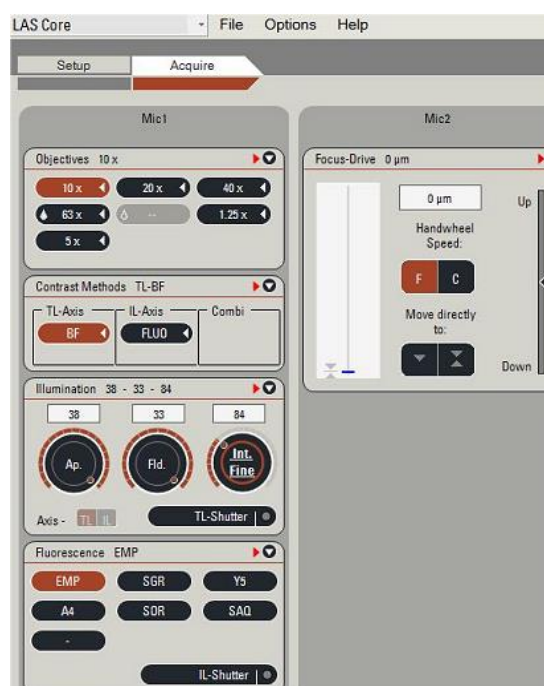 LAS Core File Options Help
Setup Acquire
Mic1
Objectives 10 x
10 x 20 x 40 x
63 x -- 1.25 x
5 x
Contrast Methods TL-BF
TL-Axis IL-Axis Combi
BF FLUO
Illumination 38 - 33 - 84
38 33 84
Ap. Fld. Int. Fine
Axis - TL IL TL-Shutter
Fluorescence EMP
EMP SGR Y5
A4 SOR SAQ
-
IL-Shutter
Mic2
Focus-Drive 0 µm
0 µm Up
Handwheel
Speed:
F C
Move directly
to:
Down